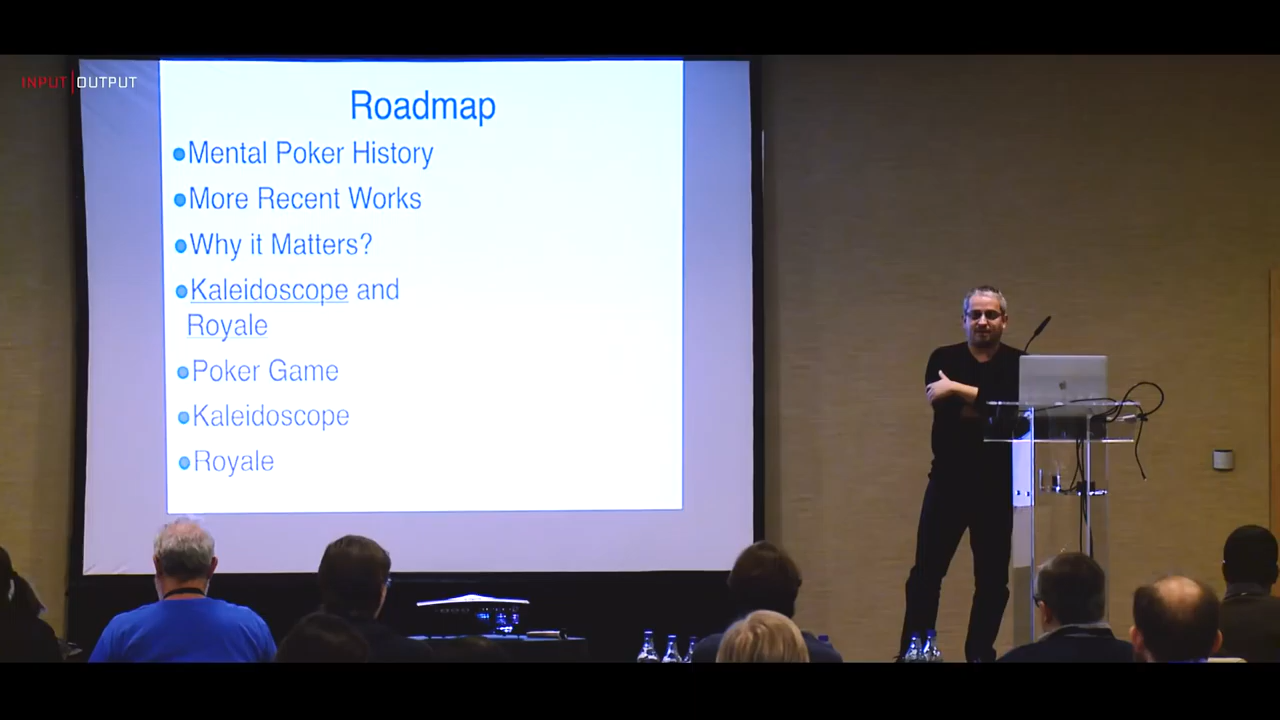 INPUT|OUTPUT
Roadmap
Mental Poker History
More Recent Works
Why it Matters?
Kaleidoscope and
Royale
Poker Game
Kaleidoscope
Royale